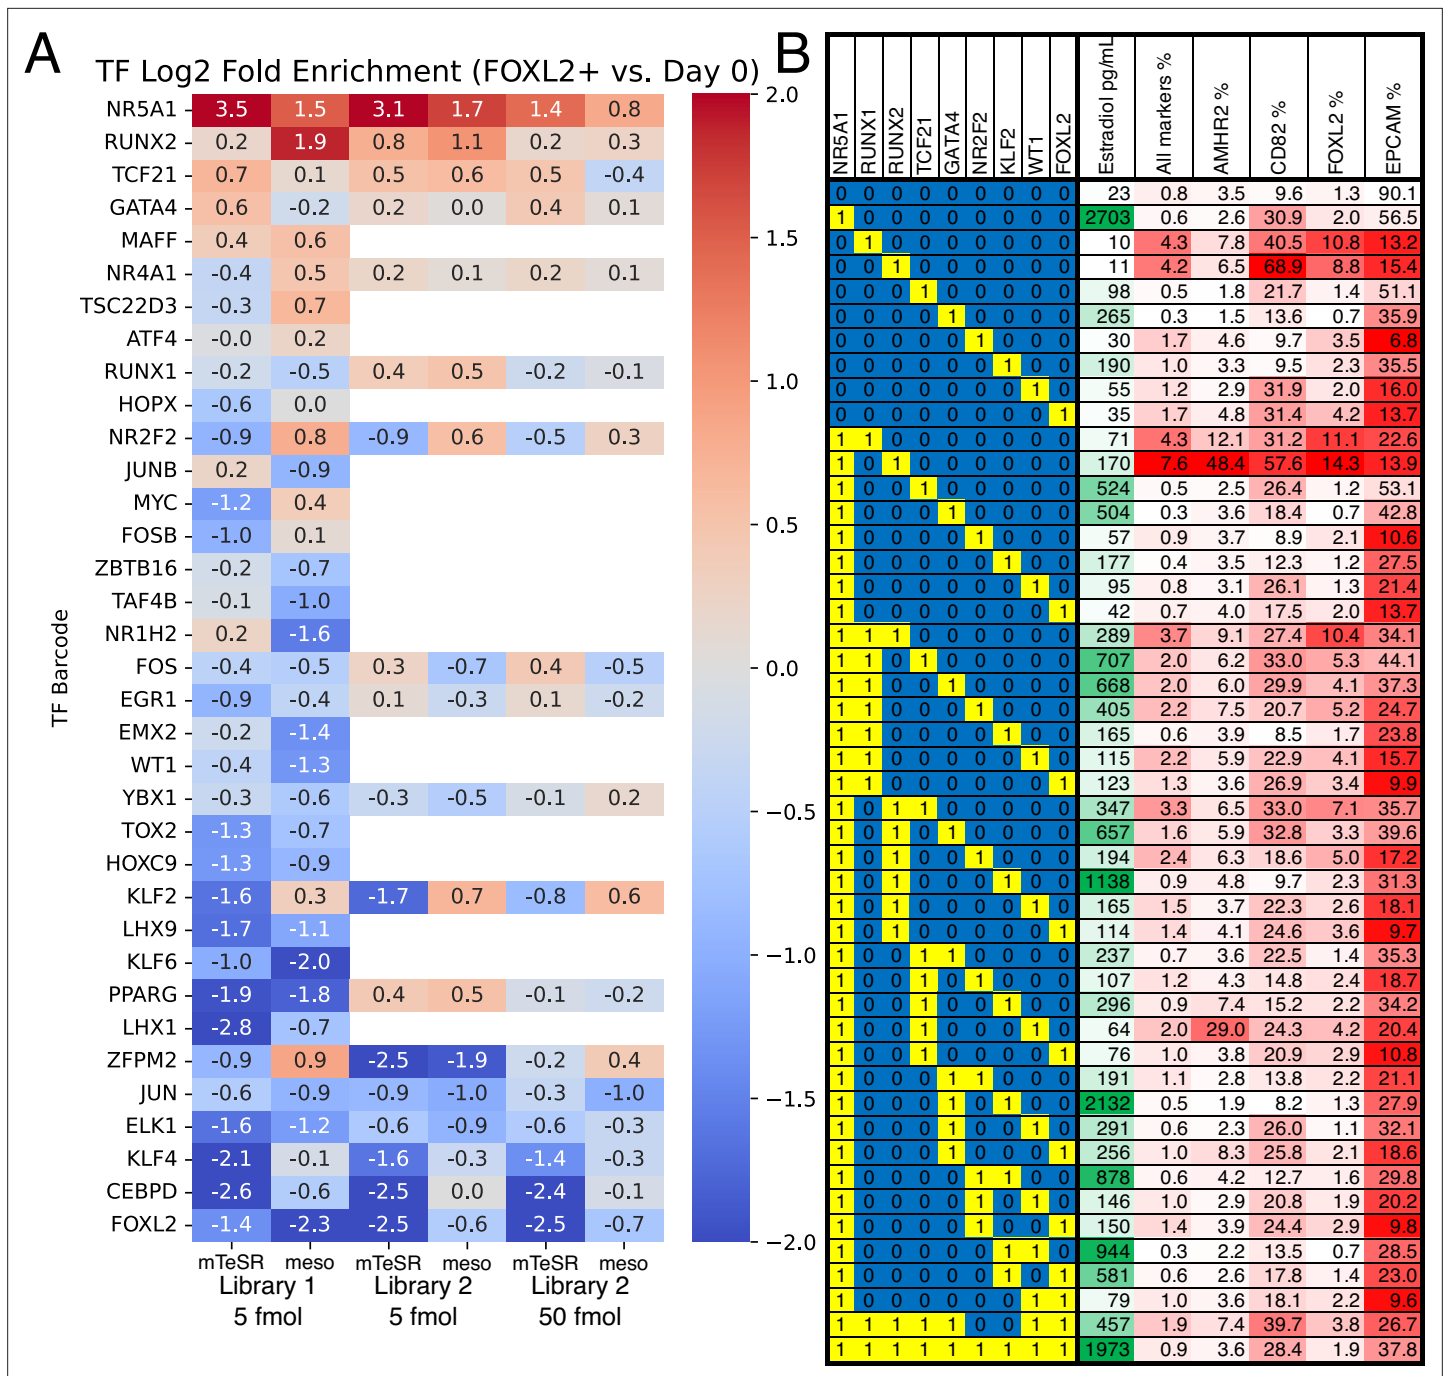 A
TF Log2 Fold Enrichment (FOXL2+ vs. Day 0)
TF Barcode
NR5A1 3.5 1.5 3.1 1.7 1.4 0.8
RUNX2 0.2 1.9 0.8 1.1 0.2 0.3
TCF21 0.7 0.1 0.5 0.6 0.5 -0.4
GATA4 0.6 -0.2 0.2 0.0 0.4 0.1
MAFF 0.4 0.6
NR4A1 -0.4 0.5 0.2 0.1 0.2 0.1
TSC22D3 -0.3 0.7
ATF4 -0.0 0.2
RUNX1 -0.2 -0.5 0.4 0.5 -0.2 -0.1
HOPX -0.6 0.0
NR2F2 -0.9 0.8 -0.9 0.6 -0.5 0.3
JUNB 0.2 -0.9
MYC -1.2 0.4
FOSB -1.0 0.1
ZBTB16 -0.2 -0.7
TAF4B -0.1 -1.0
NR1H2 0.2 -1.6
FOS -0.4 -0.5 0.3 -0.7 0.4 -0.5
EGR1 -0.9 -0.4 0.1 -0.3 0.1 -0.2
EMX2 -0.2 -1.4
WT1 -0.4 -1.3
YBX1 -0.3 -0.6 -0.3 -0.5 -0.1 0.2
TOX2 -1.3 -0.7
HOXC9 -1.3 -0.9
KLF2 -1.6 0.3 -1.7 0.7 -0.8 0.6
LHX9 -1.7 -1.1
KLF6 -1.0 -2.0
PPARG -1.9 -1.8 0.4 0.5 -0.1 -0.2
LHX1 -2.8 -0.7
ZFPM2 -0.9 0.9 -2.5 -1.9 -0.2 0.4
JUN -0.6 -0.9 -0.9 -1.0 -0.3 -1.0
ELK1 -1.6 -1.2 -0.6 -0.9 -0.6 -0.3
KLF4 -2.1 -0.1 -1.6 -0.3 -1.4 -0.3
CEBPD -2.6 -0.6 -2.5 0.0 -2.4 -0.1
FOXL2 -1.4 -2.3 -2.5 -0.6 -2.5 -0.7
mTeSR meso mTeSR meso mTeSR meso
Library 1 Library 2 Library 2
5 fmol 5 fmol 50 fmol
2.0
1.5
1.0
0.5
0.0
−0.5
−1.0
−1.5
−2.0
B
NR5A1 RUNX1 RUNX2 TCF21 GATA4 NR2F2 KLF2 WT1 FOXL2 Estradiol pg/mL All markers % AMHR2 % CD82 % FOXL2 % EPCAM %
0 0 0 0 0 0 0 0 0 23 0.8 3.5 9.6 1.3 90.1
1 0 0 0 0 0 0 0 0 2703 0.6 2.6 30.9 2.0 56.5
0 1 0 0 0 0 0 0 0 10 4.3 7.8 40.5 10.8 13.2
0 0 1 0 0 0 0 0 0 11 4.2 6.5 68.9 8.8 15.4
0 0 0 1 0 0 0 0 0 98 0.5 1.8 21.7 1.4 51.1
0 0 0 0 1 0 0 0 0 265 0.3 1.5 13.6 0.7 35.9
0 0 0 0 0 1 0 0 0 30 1.7 4.6 9.7 3.5 6.8
0 0 0 0 0 0 1 0 0 190 1.0 3.3 9.5 2.3 35.5
0 0 0 0 0 0 0 1 0 55 1.2 2.9 31.9 2.0 16.0
0 0 0 0 0 0 0 0 1 35 1.7 4.8 31.4 4.2 13.7
1 1 0 0 0 0 0 0 0 71 4.3 12.1 31.2 11.1 22.6
1 0 1 0 0 0 0 0 0 170 7.6 48.4 57.6 14.3 13.9
1 0 0 1 0 0 0 0 0 524 0.5 2.5 26.4 1.2 53.1
1 0 0 0 1 0 0 0 0 504 0.3 3.6 18.4 0.7 42.8
1 0 0 0 0 1 0 0 0 57 0.9 3.7 8.9 2.1 10.6
1 0 0 0 0 0 1 0 0 177 0.4 3.5 12.3 1.2 27.5
1 0 0 0 0 0 0 1 0 95 0.8 3.1 26.1 1.3 21.4
1 0 0 0 0 0 0 0 1 42 0.7 4.0 17.5 2.0 13.7
1 1 1 0 0 0 0 0 0 289 3.7 9.1 27.4 10.4 34.1
1 1 0 1 0 0 0 0 0 707 2.0 6.2 33.0 5.3 44.1
1 1 0 0 1 0 0 0 0 668 2.0 6.0 29.9 4.1 37.3
1 1 0 0 0 1 0 0 0 405 2.2 7.5 20.7 5.2 24.7
1 1 0 0 0 0 1 0 0 165 0.6 3.9 8.5 1.7 23.8
1 1 0 0 0 0 0 1 0 115 2.2 5.9 22.9 4.1 15.7
1 1 0 0 0 0 0 0 1 123 1.3 3.6 26.9 3.4 9.9
1 0 1 1 0 0 0 0 0 347 3.3 6.5 33.0 7.1 35.7
1 0 1 0 1 0 0 0 0 657 1.6 5.9 32.8 3.3 39.6
1 0 1 0 0 1 0 0 0 194 2.4 6.3 18.6 5.0 17.2
1 0 1 0 0 0 1 0 0 1138 0.9 4.8 9.7 2.3 31.3
1 0 1 0 0 0 0 1 0 165 1.5 3.7 22.3 2.6 18.1
1 0 1 0 0 0 0 0 1 114 1.4 4.1 24.6 3.6 9.7
1 0 0 1 1 0 0 0 0 237 0.7 3.6 22.5 1.4 35.3
1 0 0 1 0 1 0 0 0 107 1.2 4.3 14.8 2.4 18.7
1 0 0 1 0 0 1 0 0 296 0.9 7.4 15.2 2.2 34.2
1 0 0 1 0 0 0 1 0 64 2.0 29.0 24.3 4.2 20.4
1 0 0 1 0 0 0 0 1 76 1.0 3.8 20.9 2.9 10.8
1 0 0 0 1 1 0 0 0 191 1.1 2.8 13.8 2.2 21.1
1 0 0 0 1 0 1 0 0 2132 0.5 1.9 8.2 1.3 27.9
1 0 0 0 1 0 0 1 0 291 0.6 2.3 26.0 1.1 32.1
1 0 0 0 1 0 0 0 1 256 1.0 8.3 25.8 2.1 18.6
1 0 0 0 0 1 1 0 0 878 0.6 4.2 12.7 1.6 29.8
1 0 0 0 0 1 0 1 0 146 1.0 2.9 20.8 1.9 20.2
1 0 0 0 0 1 0 0 1 150 1.4 3.9 24.4 2.9 9.8
1 0 0 0 0 0 1 1 0 944 0.3 2.2 13.5 0.7 28.5
1 0 0 0 0 0 1 0 1 581 0.6 2.6 17.8 1.4 23.0
1 0 0 0 0 0 0 1 1 79 1.0 3.6 18.1 2.2 9.6
1 1 1 1 1 0 0 1 1 457 1.9 7.4 39.7 3.8 26.7
1 1 1 1 1 1 1 1 1 1973 0.9 3.6 28.4 1.9 37.8